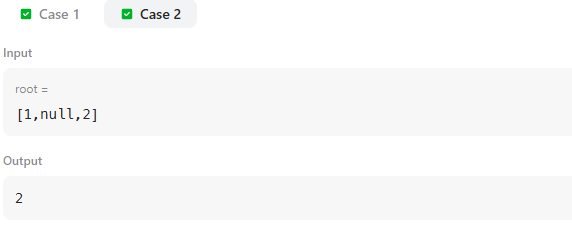 Case 1 Case 2
Input
root =
[1,null,2]
Output
2